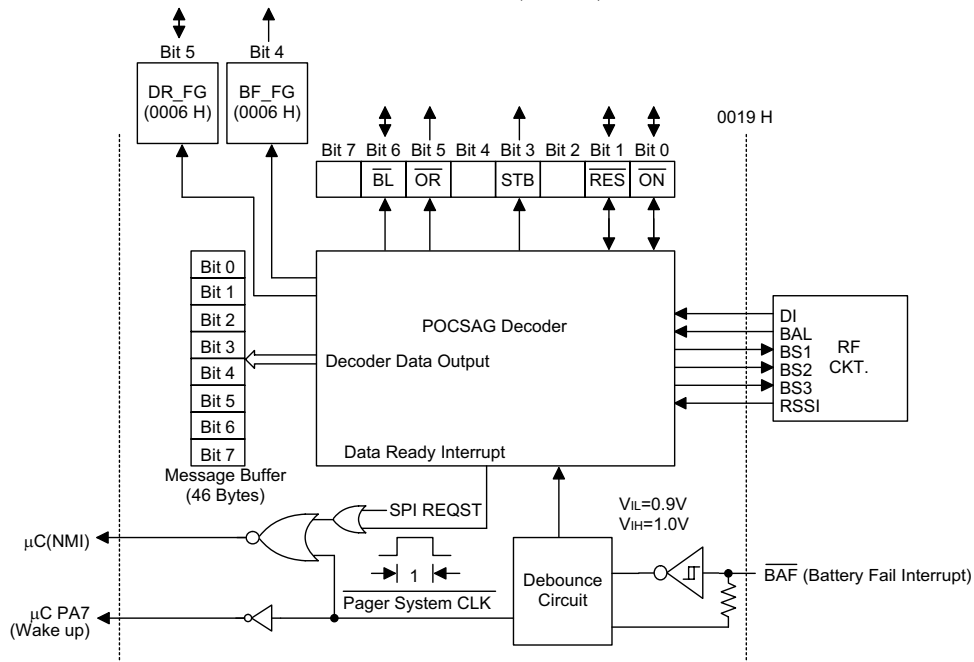 Bit 5 Bit 4
DR_FG
(0006 H)
BF_FG
(0006 H)
0019 H
Bit 7 Bit 6 Bit 5 Bit 4 Bit 3 Bit 2 Bit 1 Bit 0
BL OR STB RES ON
Bit 0
Bit 1
Bit 2
Bit 3
Bit 4
Bit 5
Bit 6
Bit 7
Message Buffer
(46 Bytes)
POCSAG Decoder
Decoder Data Output
Data Ready Interrupt
DI
BAL
BS1
BS2
BS3
RSSI
RF
CKT.
SPI REQST
VIL=0.9V
VIH=1.0V
μC(NMI)
1
Pager System CLK
Debounce
Circuit
BAF (Battery Fail Interrupt)
μC PA7
(Wake up)